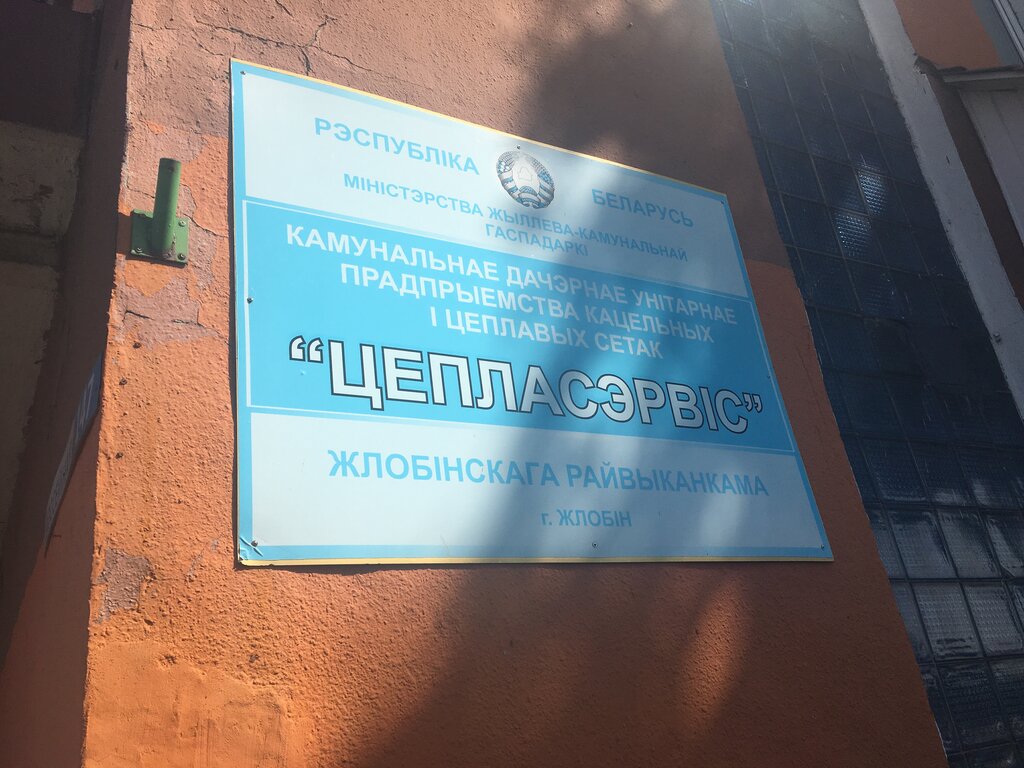 РЭСПУБЛІКА БЕЛАРУСЬ
МІНІСТЭРСТВА ЖЫЛЛЕВА-КАМУНАЛЬНАЙ
ГАСПАДАРКІ
КАМУНАЛЬНАЕ ДАЧЭРНАЕ УНІТАРНАЕ
ПРАДПРЫЕМСТВА КАЦЕЛЬНЫХ
І ЦЕПЛАВЫХ СЕТАК
“ЦЕПЛАСЭРВІС”
ЖЛОБІНСКАГА РАЙВЫКАНКАМА
г. ЖЛОБІН